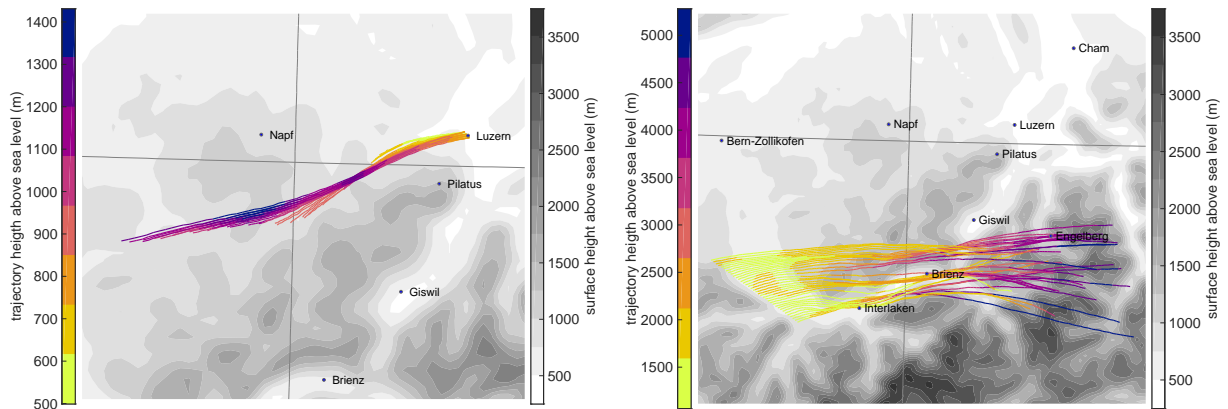 trajectory heigth above sea level (m)
1400
1300
1200
1100
1000
900
800
700
600
500
Napf
Luzern
Pilatus
Giswil
Brienz
3500
3000
2500
2000
1500
1000
500
surface height above sea level (m)
trajectory heigth above sea level (m)
5000
4500
4000
3500
3000
2500
2000
1500
Cham
Napf
Luzern
Bern-Zollikofen
Pilatus
Giswil
Engelberg
Brienz
Interlaken
3500
3000
2500
2000
1500
1000
500
surface height above sea level (m)